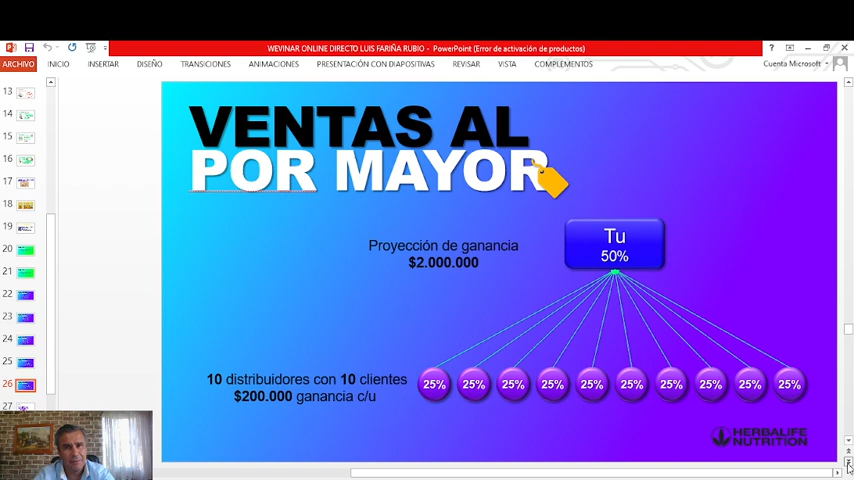 WEVINAR ONLINE DIRECTO LUIS FARIÑA RUBIO - PowerPoint (Error de activación de productos)
ARCHIVO INICIO INSERTAR DISEÑO TRANSICIONES ANIMACIONES PRESENTACIÓN CON DIAPOSITIVAS REVISAR VISTA COMPLEMENTOS Cuenta Microsoft
13
14
15
16
17
18
19
20
21
22
23
24
25
26
27
VENTAS AL
POR MAYOR
Tu
50%
Proyección de ganancia
$2.000.000
10 distribuidores con 10 clientes
$200.000 ganancia c/u
25% 25% 25% 25% 25% 25% 25% 25% 25% 25%
HERBALIFE
NUTRITION